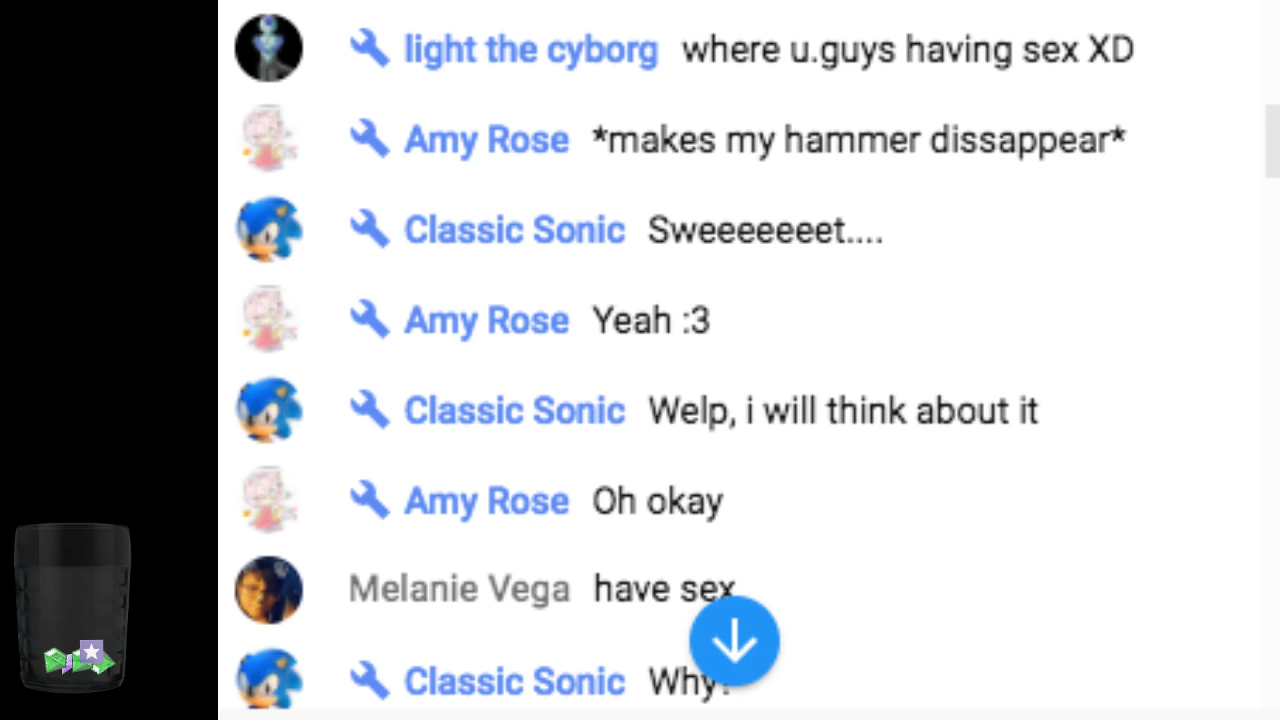 light the cyborg where u.guys having sex XD
Amy Rose *makes my hammer dissappear*
Classic Sonic Sweeeeeeet....
Amy Rose Yeah :3
Classic Sonic Welp, i will think about it
Amy Rose Oh okay
Melanie Vega have sex
Classic Sonic Why?